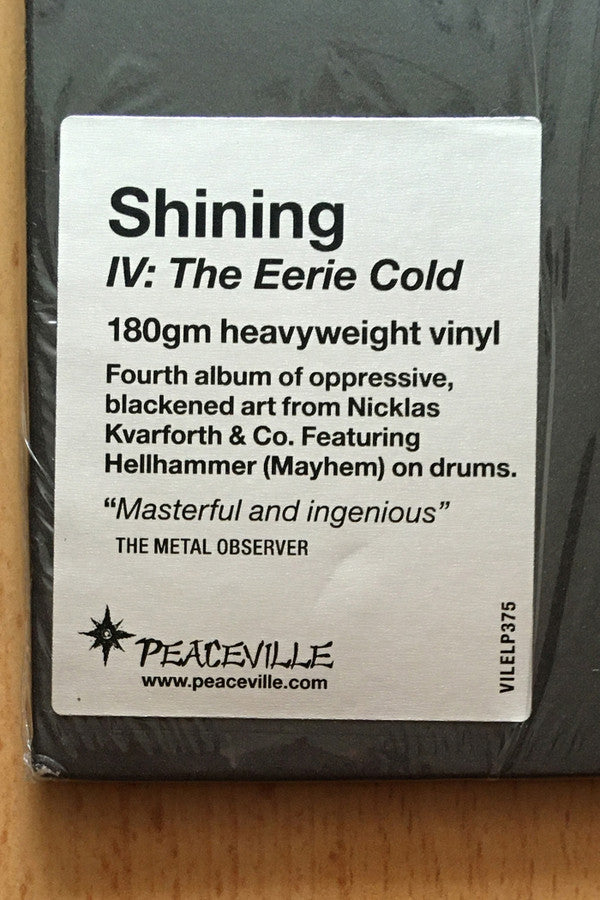 Shining
IV: The Eerie Cold
180gm heavyweight vinyl
Fourth album of oppressive,
blackened art from Nicklas
Kvarforth & Co. Featuring
Hellhammer (Mayhem) on drums.
“Masterful and ingenious”
THE METAL OBSERVER
PEACEVILLE
www.peaceville.com
VILELP375